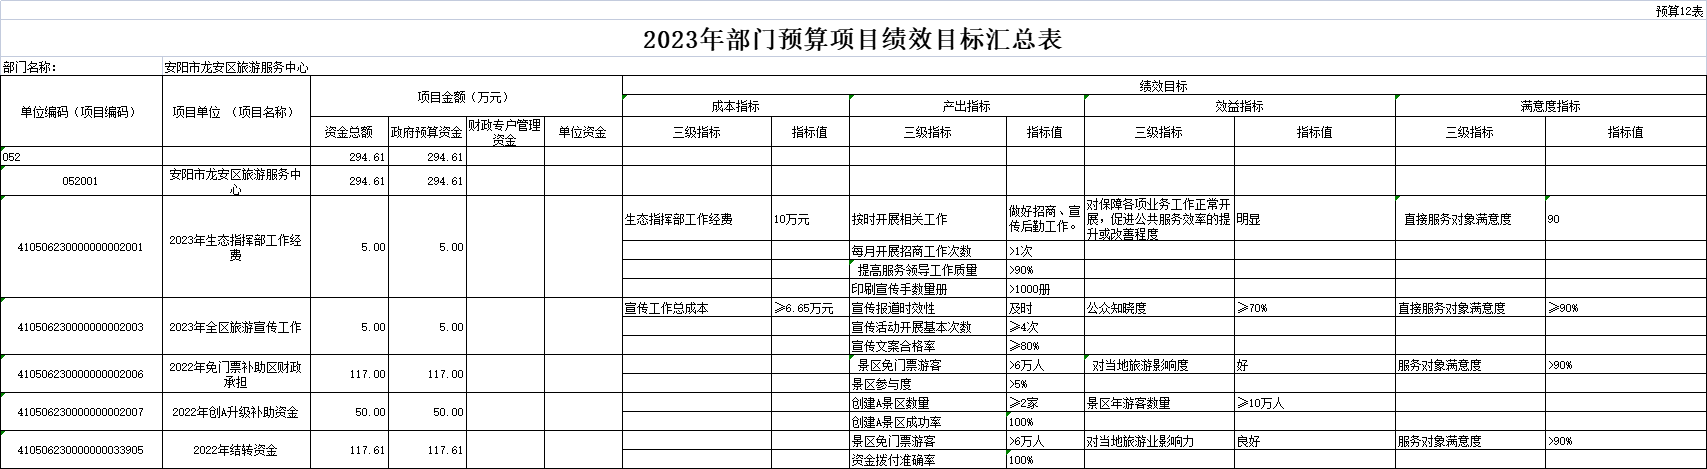 预算12表
2023年部门预算项目绩效目标汇总表
部门名称： 安阳市龙安区旅游服务中心
单位编码（项目编码） 项目单位 （项目名称） 项目金额（万元） 绩效目标
成本指标 产出指标 效益指标 满意度指标
资金总额 政府预算资金 财政专户管理资金 单位资金 三级指标 指标值 三级指标 指标值 三级指标 指标值 三级指标 指标值
052 294.61 294.61
052001 安阳市龙安区旅游服务中心 294.61 294.61
410506230000000002001 2023年生态指挥部工作经费 5.00 5.00 生态指挥部工作经费 10万元 按时开展相关工作 做好招商、宣传后勤工作。 对保障各项业务工作正常开展，促进公共服务效率的提升或改善程度 明显 直接服务对象满意度 90
每月开展招商工作次数 >1次
提高服务领导工作质量 >90%
印刷宣传手数量册 >1000册
410506230000000002003 2023年全区旅游宣传工作 5.00 5.00 宣传工作总成本 ≥6.65万元 宣传报道时效性 及时 公众知晓度 ≥70% 直接服务对象满意度 ≥90%
宣传活动开展基本次数 ≥4次
宣传文案合格率 ≥80%
410506230000000002006 2022年免门票补助区财政承担 117.00 117.00 景区免门票游客 >6万人 对当地旅游影响度 好 服务对象满意度 >90%
景区参与度 >5%
410506230000000002007 2022年创A升级补助资金 50.00 50.00 创建A景区数量 ≥2家 景区年游客数量 ≥10万人
创建A景区成功率 100%
410506230000000033905 2022年结转资金 117.61 117.61 景区免门票游客 >6万人 对当地旅游业影响力 良好 服务对象满意度 >90%
资金拨付准确率 100%